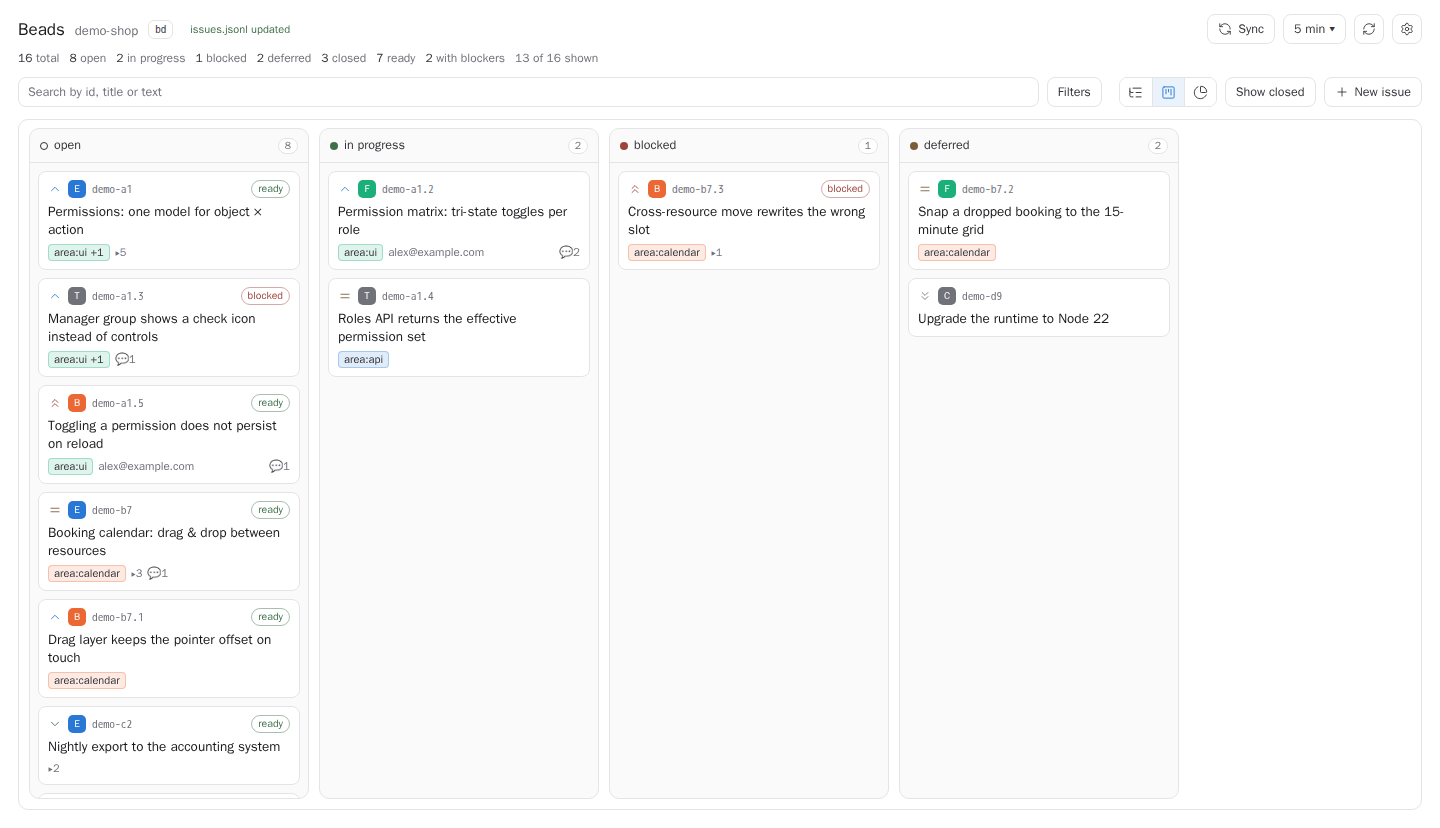 Beads demo-shop bd issues.jsonl updated
Sync 5 min ▾
16 total 8 open 2 in progress 1 blocked 2 deferred 3 closed 7 ready 2 with blockers 13 of 16 shown
Search by id, title or text
Filters
Show closed
New issue
open 8
E demo-a1 ready
Permissions: one model for object ×
action
area:ui +1 ▸5
T demo-a1.3 blocked
Manager group shows a check icon
instead of controls
area:ui +1 💬1
B demo-a1.5 ready
Toggling a permission does not persist
on reload
area:ui alex@example.com 💬1
E demo-b7 ready
Booking calendar: drag & drop between
resources
area:calendar ▸3 💬1
B demo-b7.1 ready
Drag layer keeps the pointer offset on
touch
area:calendar
E demo-c2 ready
Nightly export to the accounting system
▸2
in progress 2
F demo-a1.2
Permission matrix: tri-state toggles per
role
area:ui alex@example.com 💬2
T demo-a1.4
Roles API returns the effective
permission set
area:api
blocked 1
B demo-b7.3 blocked
Cross-resource move rewrites the wrong
slot
area:calendar ▸1
deferred 2
F demo-b7.2
Snap a dropped booking to the 15-
minute grid
area:calendar
C demo-d9
Upgrade the runtime to Node 22